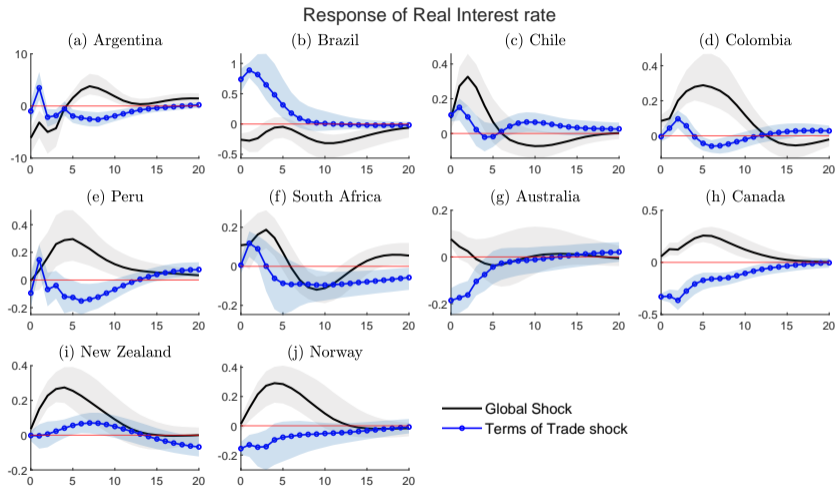 Response of Real Interest rate
(a) Argentina (b) Brazil (c) Chile (d) Colombia
10 0 -10
0 5 10 15 20
1 0.5 0 -0.5
0 5 10 15 20
0.4 0.2 0
0 5 10 15 20
0.4 0.2 0
0 5 10 15 20
(e) Peru (f) South Africa (g) Australia (h) Canada
0.4 0.2 0 -0.2
0 5 10 15 20
0.2 0 -0.2
0 5 10 15 20
0.2 0 -0.2
0 5 10 15 20
0.5 0 -0.5
0 5 10 15 20
(i) New Zealand (j) Norway
0.4 0.2 0 -0.2
0 5 10 15 20
0.4 0.2 0 -0.2
0 5 10 15 20
Global Shock
Terms of Trade shock